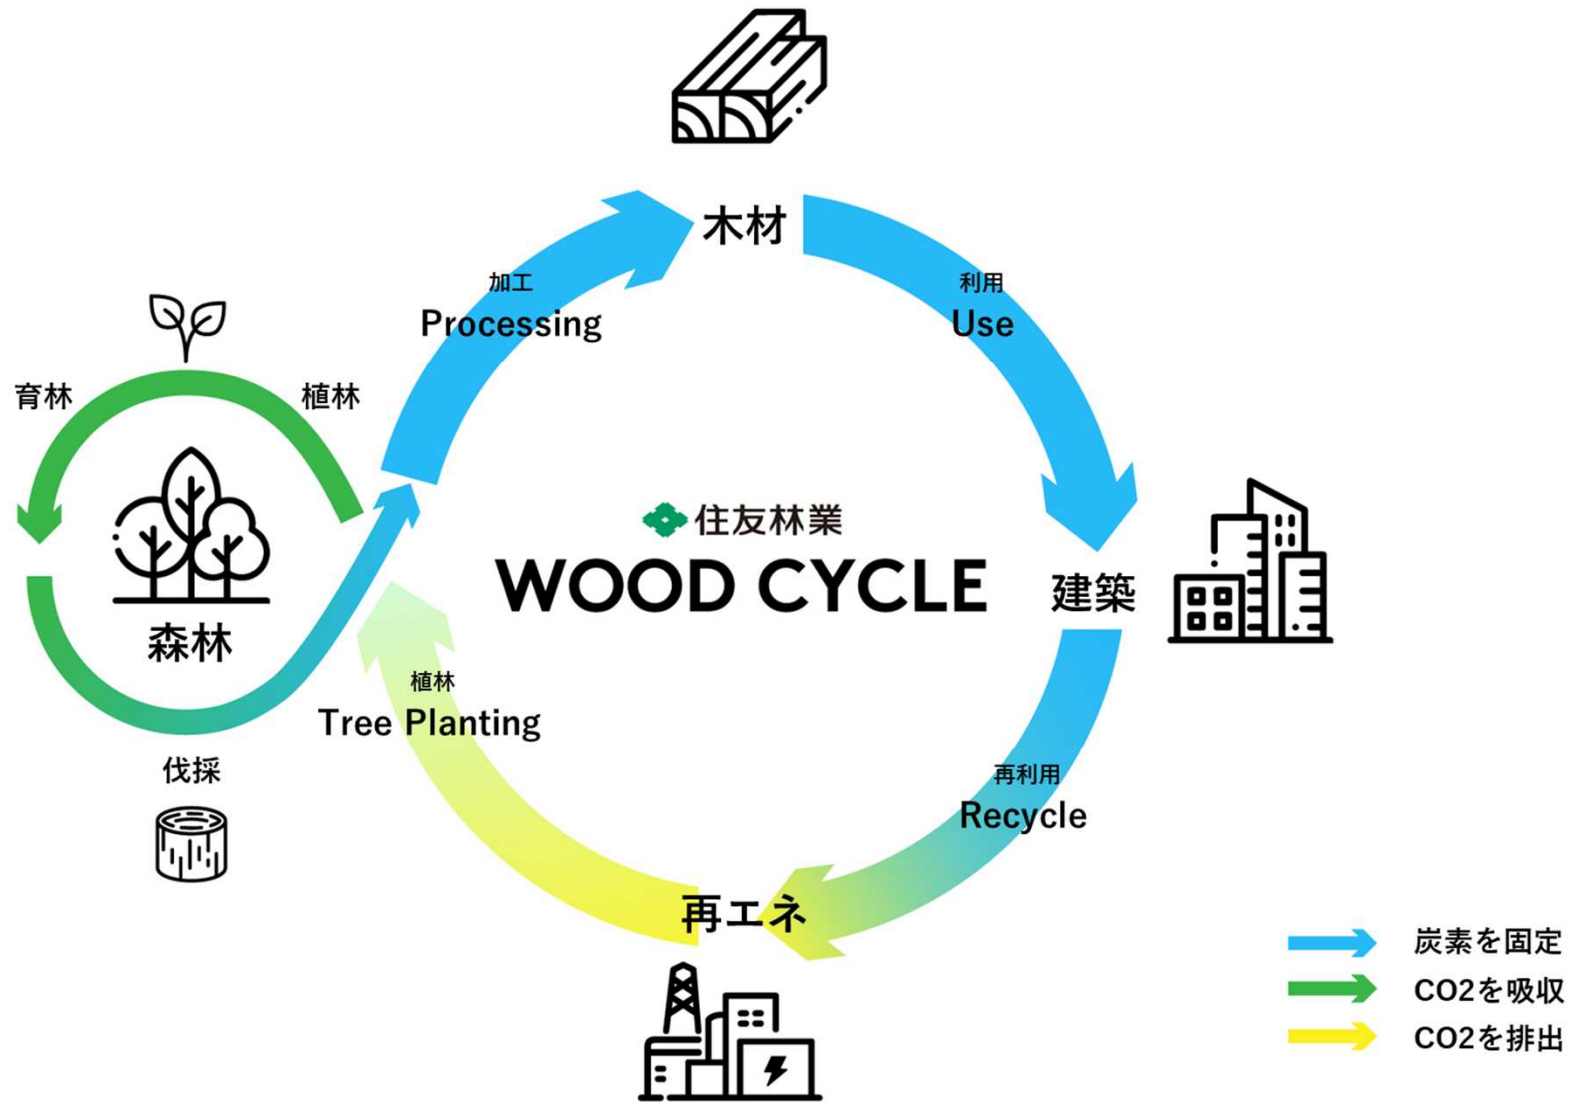 木材
加工
Processing
利用
Use
育林
植林
森林
伐採
住友林業
WOOD CYCLE
建築
植林
Tree Planting
再利用
Recycle
再エネ
炭素を固定
CO2を吸収
CO2を排出